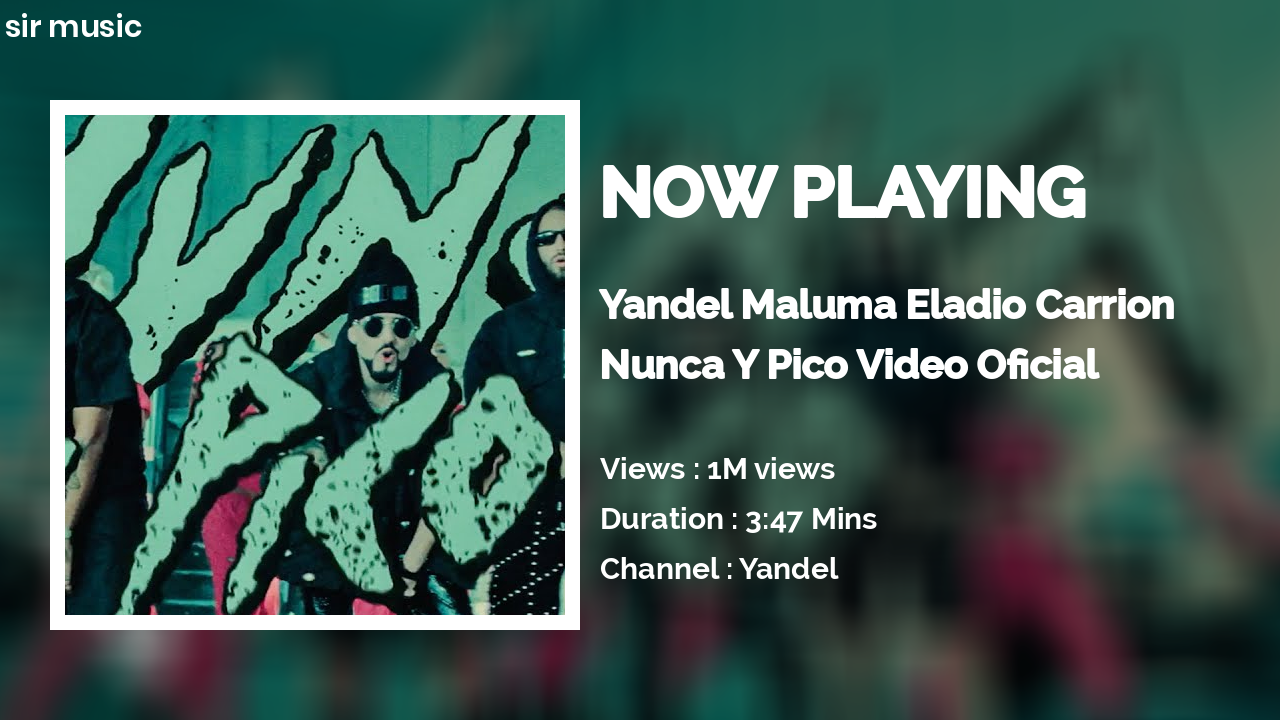 sir music
NOW PLAYING
Yandel Maluma Eladio Carrion
Nunca Y Pico Video Oficial
Views : 1M views
Duration : 3:47 Mins
Channel : Yandel
Y PICO